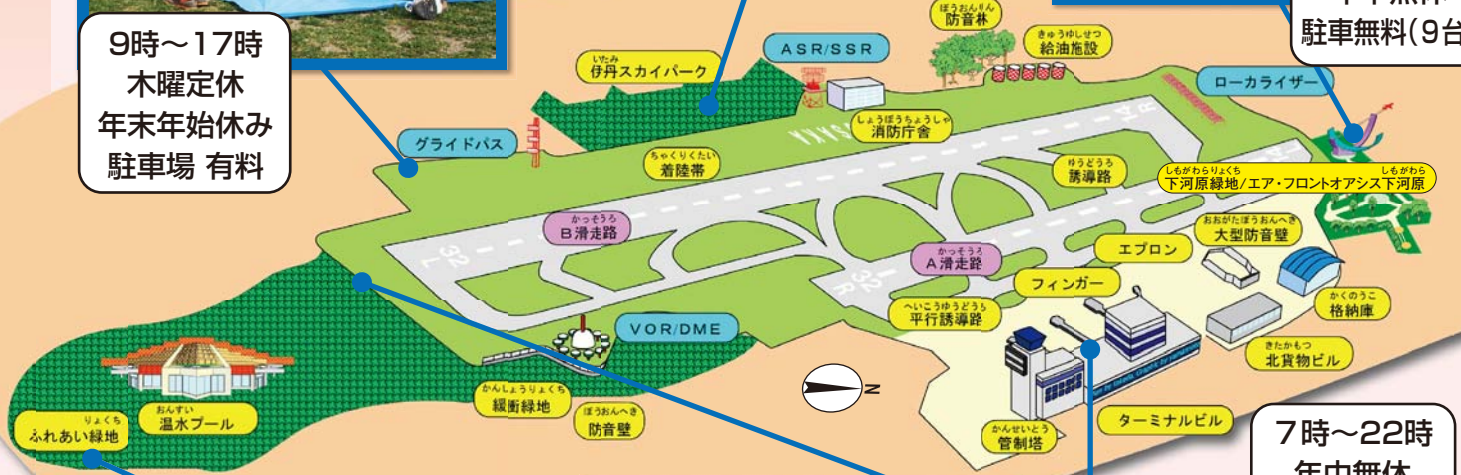 9時～17時
木曜定休
年末年始休み
駐車場 有料
駐車無料(9台
ぼうおんりん
防音林
きゅうゆしせつ
給油施設
ASR/SSR
いたみ
伊丹スカイパーク
ローカライザー
しょうぼうちょうしゃ
消防庁舎
グライドパス
ちゃくりくたい
着陸帯
ゆうどうろ
誘導路
しもがわらりょくち しもがわら
下河原緑地/エア・フロントオアシス下河原
かっそうろ
B滑走路
おおがたぼうおんへき
大型防音壁
かっそうろ
A滑走路
エプロン
フィンガー
32
L
32
R
へいこうゆうどうろ
平行誘導路
かくのうこ
格納庫
VOR/DME
きたかもつ
北貨物ビル
N
かんしょうりょくち
緩衝緑地
ぼうおんへき
防音壁
おんすい
温水プール
りょくち
ふれあい緑地
かんせいとう
管制塔
ターミナルビル
7時～22時